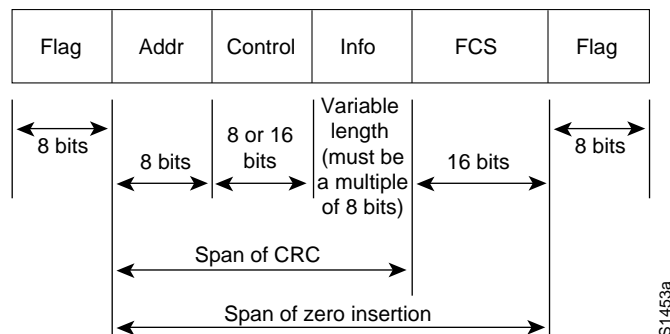 Flag Addr Control Info FCS Flag
8 bits
8 bits
8 or 16
bits
Variable
length
(must be
a multiple
of 8 bits)
16 bits
8 bits
Span of CRC
Span of zero insertion
S1453a